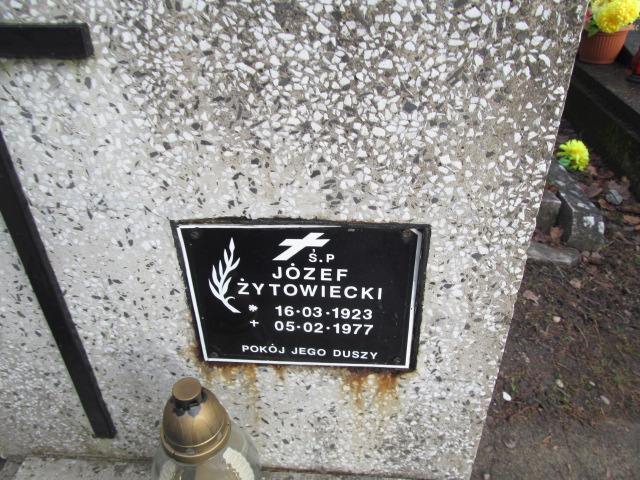 Ś.P
JÓZEF
ŻYTOWIECKI
* 16·03·1923
+ 05·02·1977
POKÓJ JEGO DUSZY